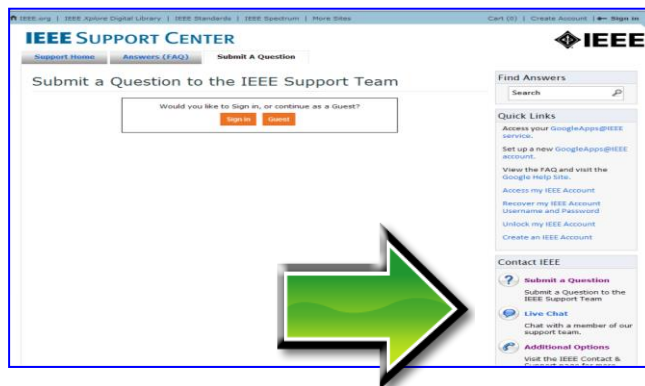 IEEE.org | IEEE Xplore Digital Library | IEEE Standards | IEEE Spectrum | More Sites
Cart (0) | Create Account | Sign In
IEEE SUPPORT CENTER
IEEE
Support Home Answers (FAQ) Submit A Question
Submit a Question to the IEEE Support Team
Would you like to Sign in, or continue as a Guest?
Sign in Guest
Find Answers
Search
Quick Links
Access your GoogleApps@IEEE
service.
Set up a new GoogleApps@IEEE
account.
View the FAQ and visit the
Google Help Site.
Access my IEEE Account
Recover my IEEE Account
Username and Password
Unlock my IEEE Account
Create an IEEE Account
Contact IEEE
Submit a Question
Submit a Question to the
IEEE Support Team
Live Chat
Chat with a member of our
support team.
Additional Options
Visit the IEEE Contact &
Support page for more